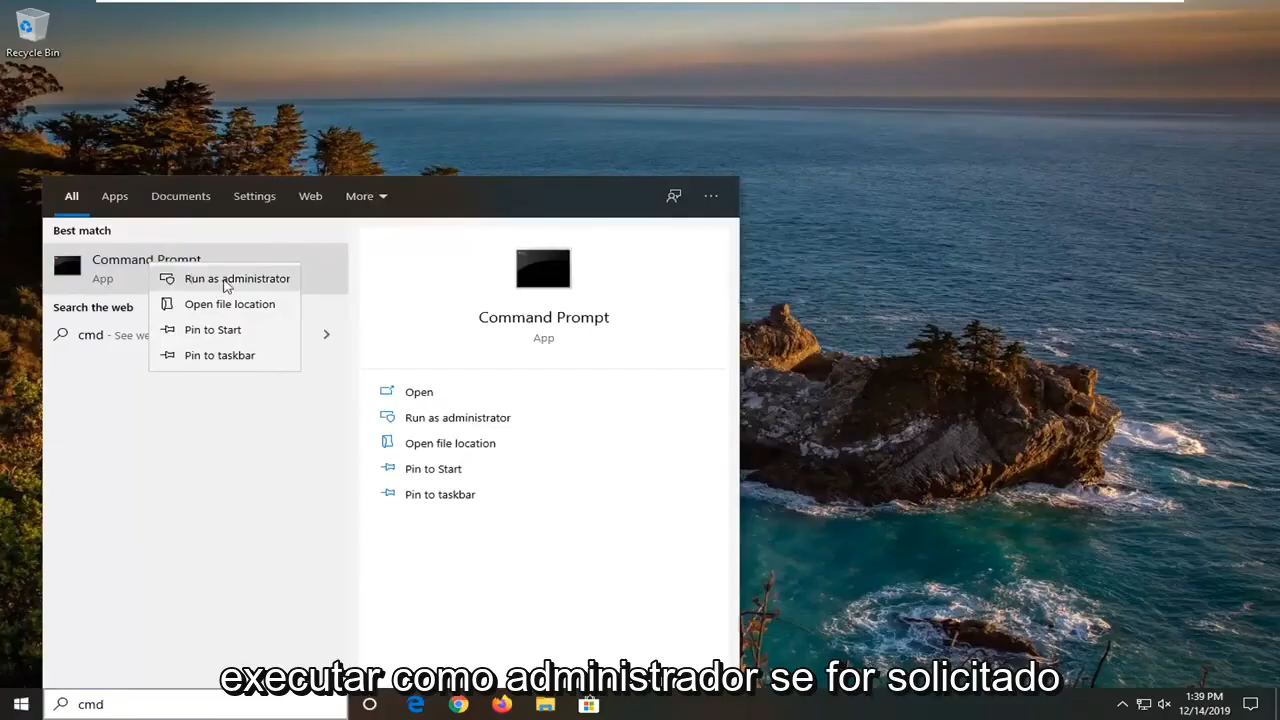 Recycle Bin
All Apps Documents Settings Web More
Best match
Command Prompt
App
Run as administrator
Open file location
Pin to Start
Pin to taskbar
Search the web
cmd - See we
Command Prompt
App
Open
Run as administrator
Open file location
Pin to Start
Pin to taskbar
executar como administrador se for solicitado
cmd
1:39 PM
12/14/2019